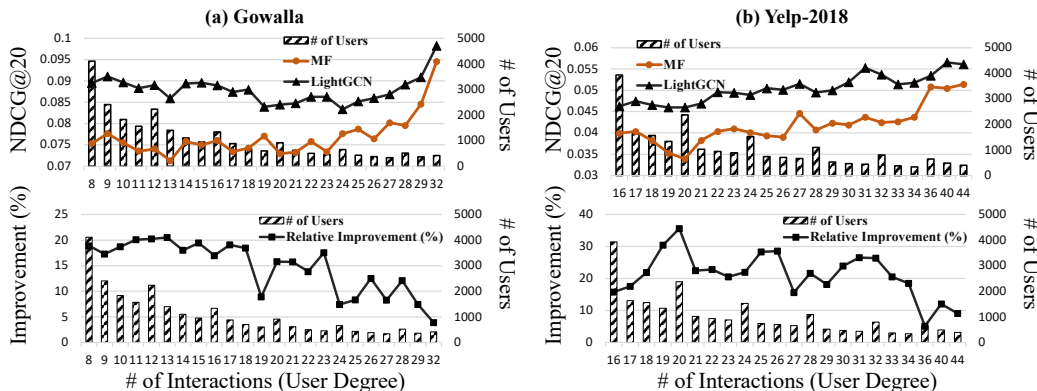 (a) Gowalla
NDCG@20
0.1
0.095
0.09
0.085
0.08
0.075
0.07
# of Users
MF
LightGCN
5000
4000
3000
2000
1000
0
# of Users
8 9 10 11 12 13 14 15 16 17 18 19 20 21 22 23 24 25 26 27 28 29 32
Improvement (%)
25
20
15
10
5
0
# of Users
Relative Improvement (%)
5000
4000
3000
2000
1000
0
# of Users
8 9 10 11 12 13 14 15 16 17 18 19 20 21 22 23 24 25 26 27 28 29 32
# of Interactions (User Degree)
(b) Yelp-2018
NDCG@20
0.06
0.055
0.05
0.045
0.04
0.035
0.03
# of Users
MF
LightGCN
5000
4000
3000
2000
1000
0
# of Users
16 17 18 19 20 21 22 23 24 25 26 27 28 29 30 31 32 33 34 36 40 44
Improvement (%)
40
30
20
10
0
# of Users
Relative Improvement (%)
5000
4000
3000
2000
1000
0
# of Users
16 17 18 19 20 21 22 23 24 25 26 27 28 29 30 31 32 33 34 36 40 44
# of Interactions (User Degree)